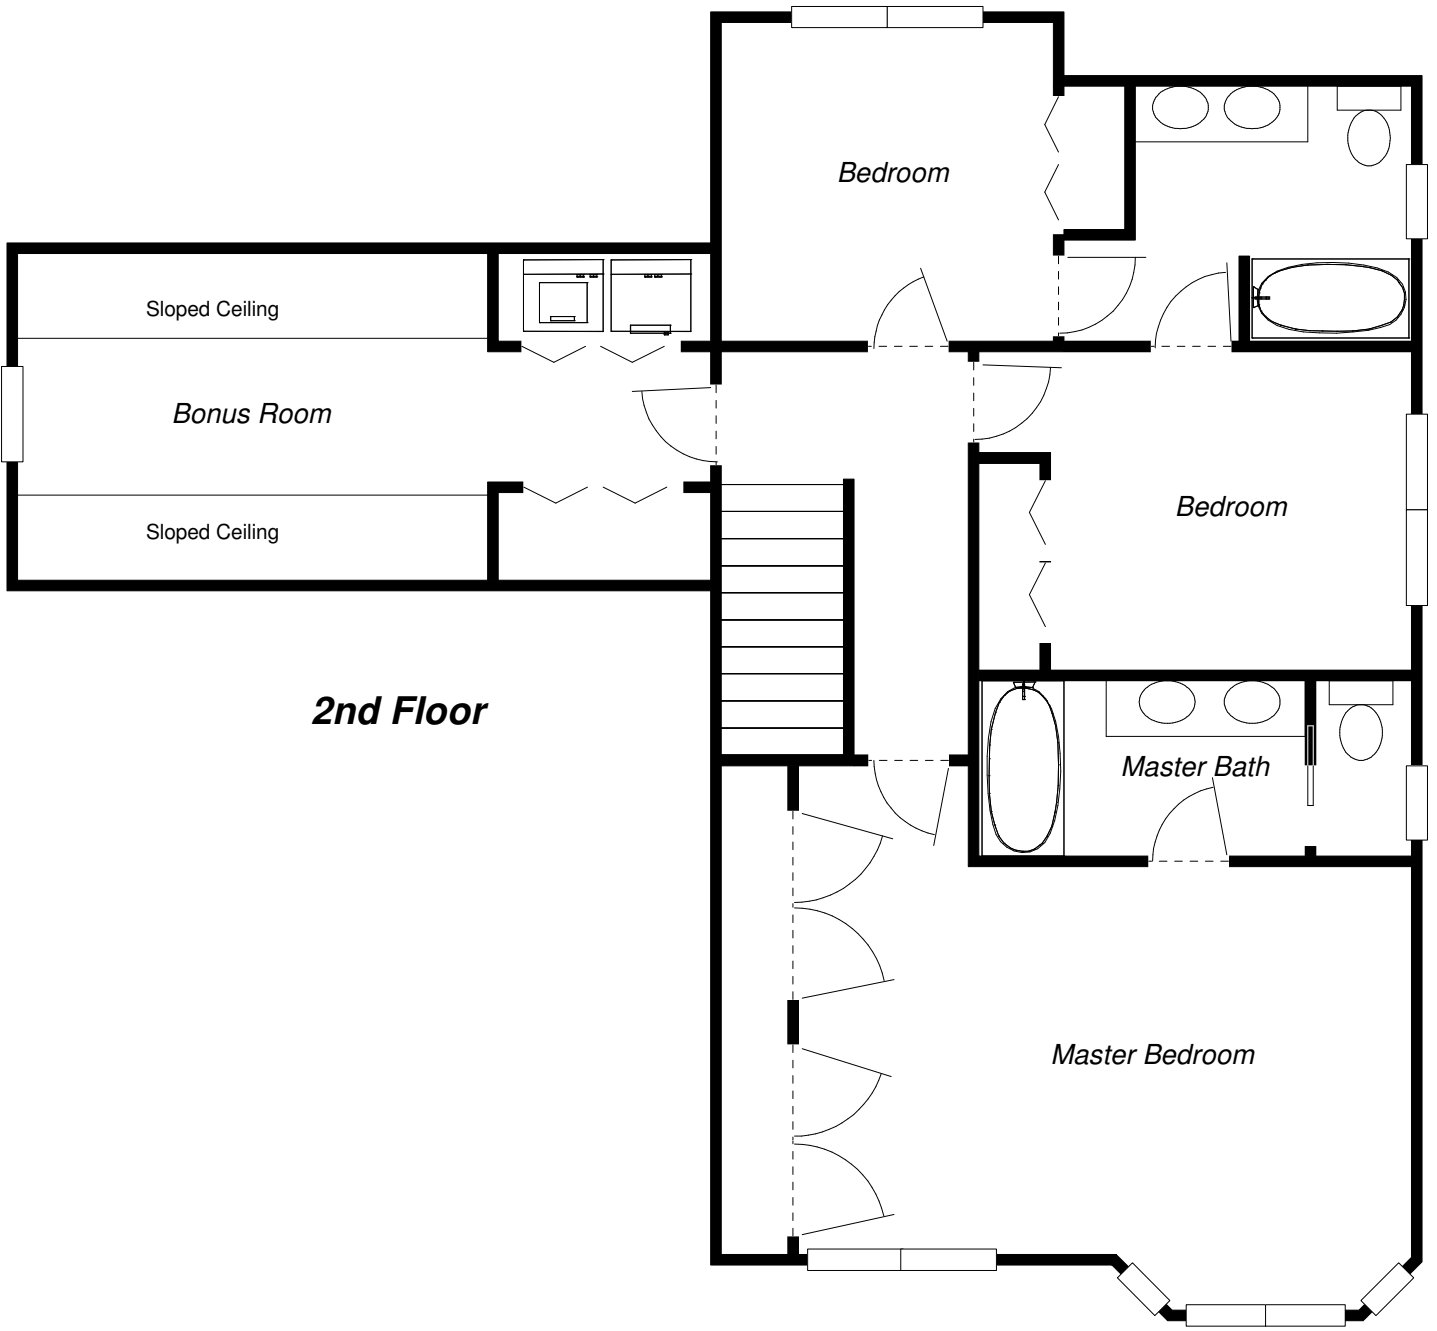 Bedroom
Sloped Ceiling
Bonus Room
Bedroom
Sloped Ceiling
2nd Floor
Master Bath
Master Bedroom